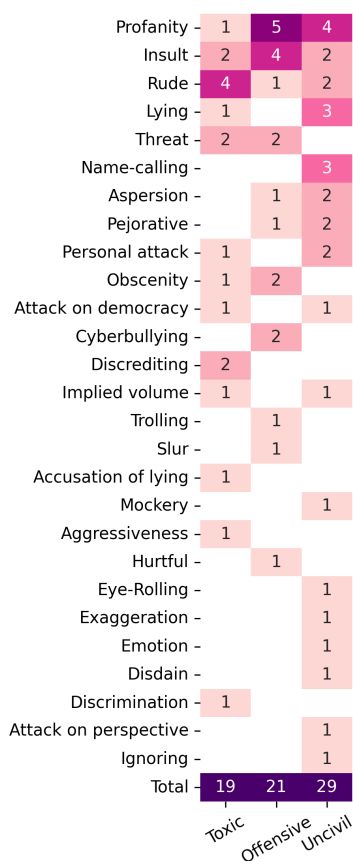 Profanity 1 5 4
Insult 2 4 2
Rude 4 1 2
Lying 1 3
Threat 2 2
Name-calling 3
Aspersion 1 2
Pejorative 1 2
Personal attack 1 2
Obscenity 1 2
Attack on democracy 1 1
Cyberbullying 2
Discrediting 2
Implied volume 1 1
Trolling 1
Slur 1
Accusation of lying 1
Mockery 1
Aggressiveness 1
Hurtful 1
Eye-Rolling 1
Exaggeration 1
Emotion 1
Disdain 1
Discrimination 1
Attack on perspective 1
Ignoring 1
Total 19 21 29
Toxic Offensive Uncivil